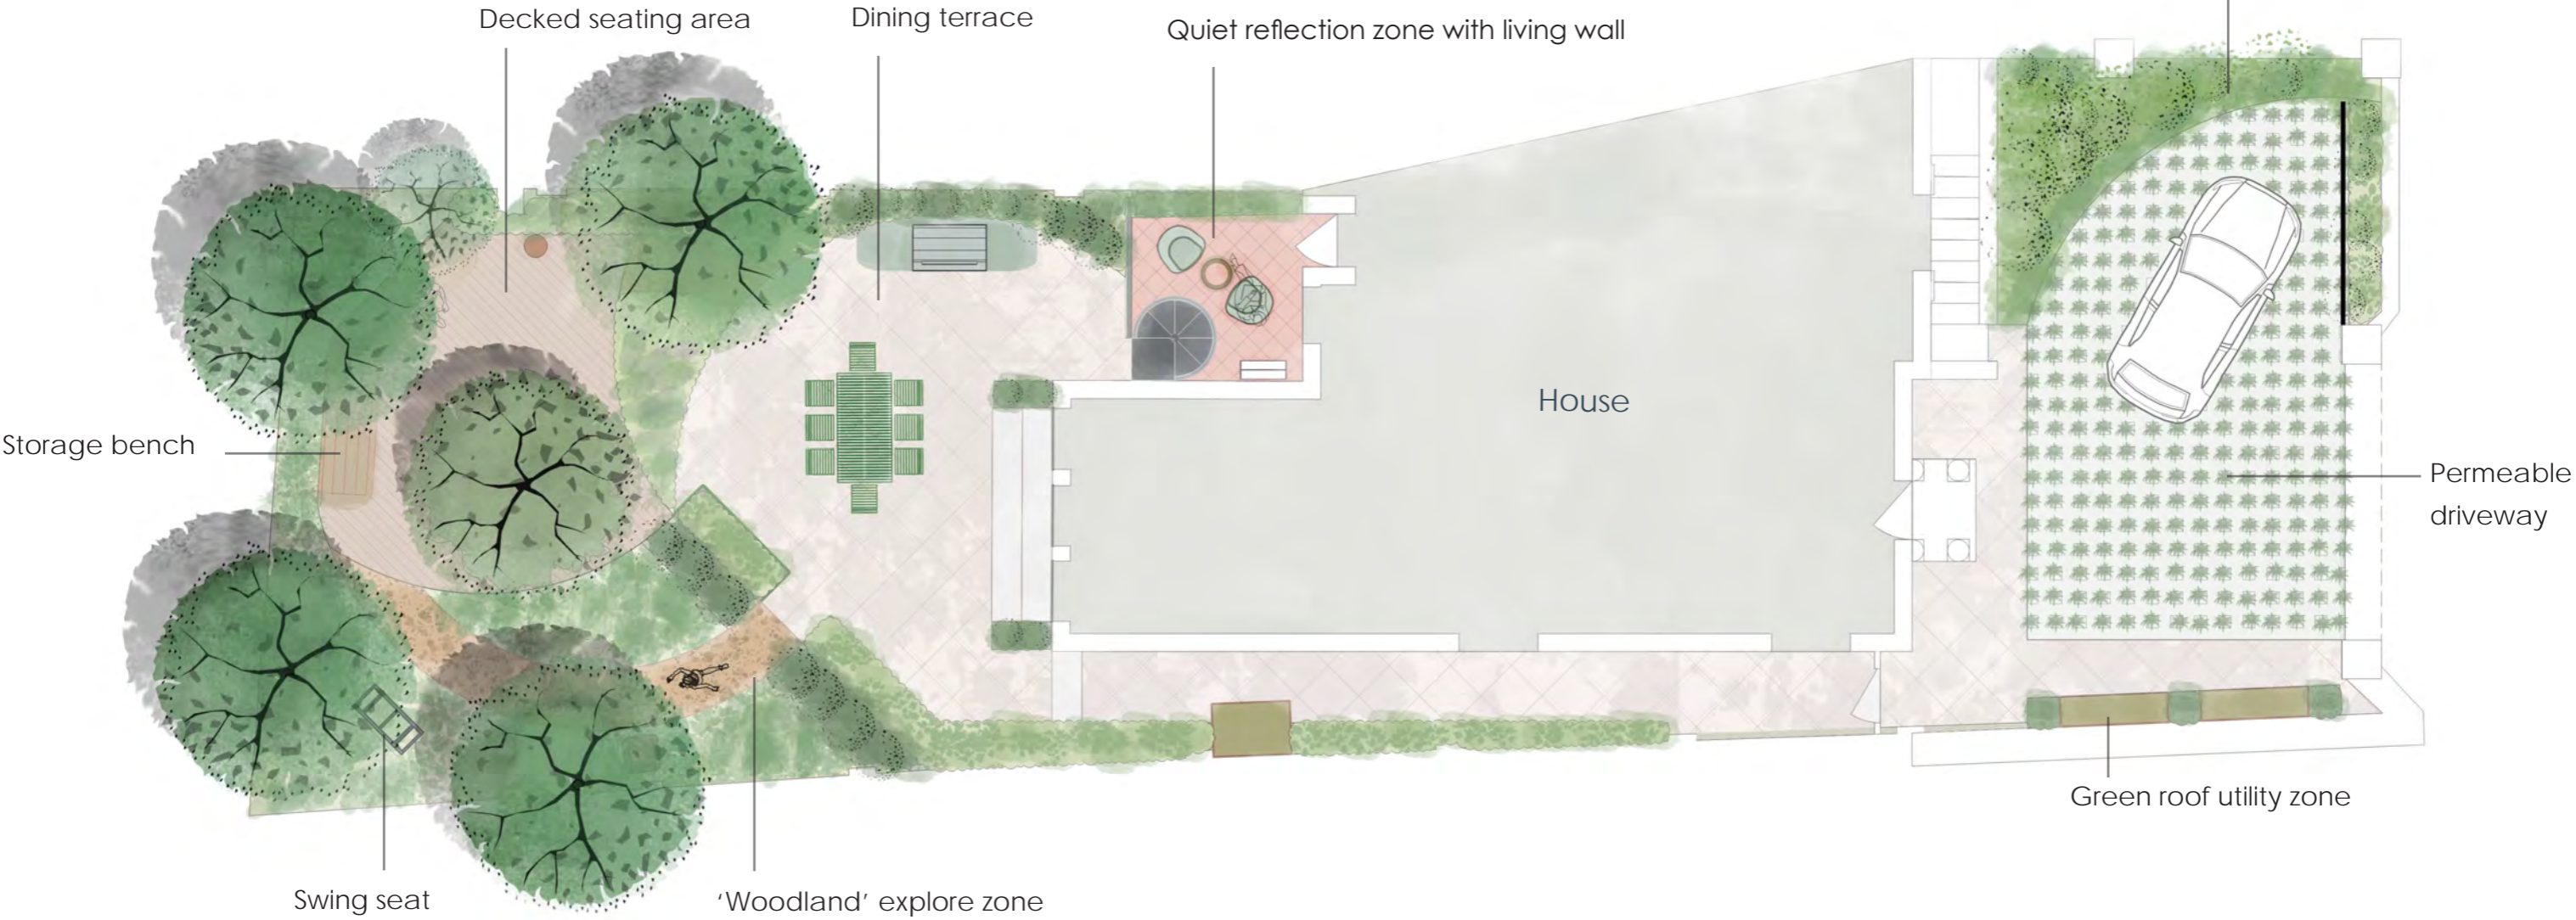 Decked seating area
Dining terrace
Quiet reflection zone with living wall
Storage bench
House
Permeable
driveway
Green roof utility zone
Swing seat
‘Woodland’ explore zone